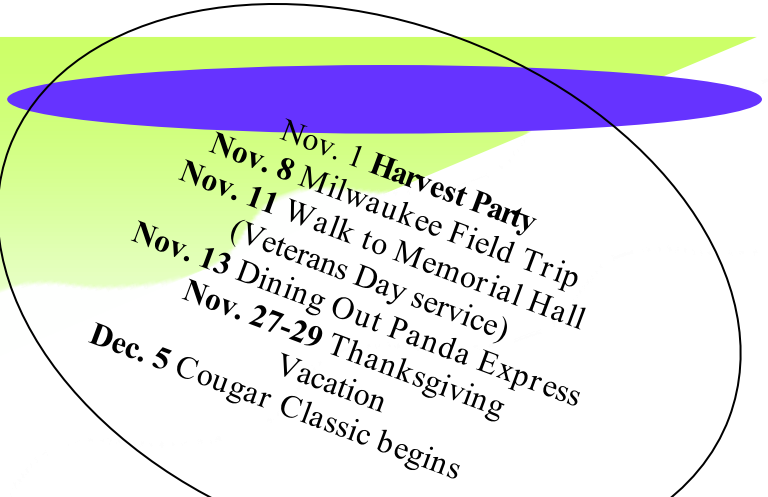 Nov. 1 Harvest Party
Nov. 8 Milwaukee Field Trip
Nov. 11 Walk to Memorial Hall
(Veterans Day service)
Nov. 13 Dining Out Panda Express
Nov. 27-29 Thanksgiving
Vacation
Dec. 5 Cougar Classic begins